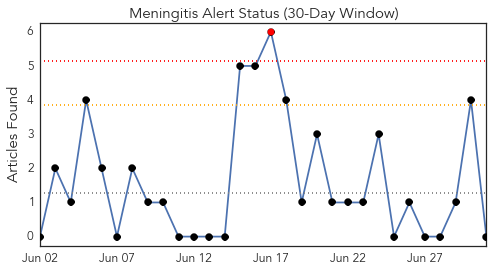 Meningitis Alert Status (30-Day Window)
Articles Found
6
5
4
3
2
1
0
Jun 02 Jun 07 Jun 12 Jun 17 Jun 22 Jun 27